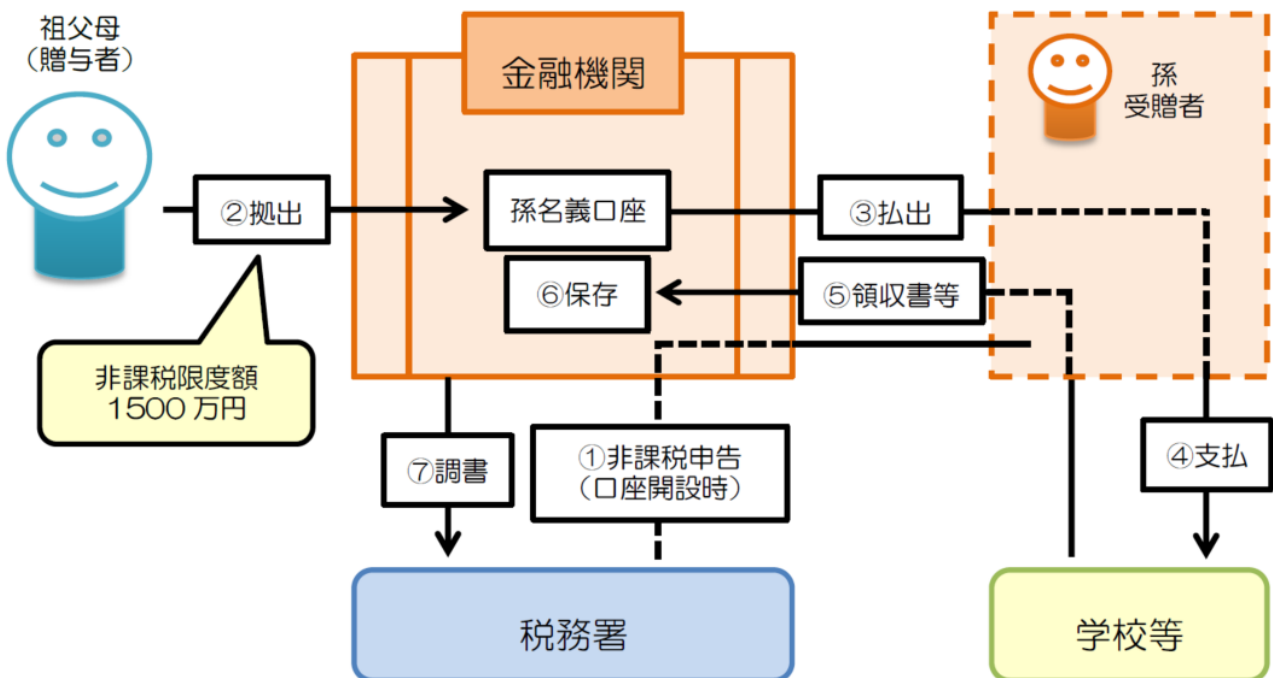 祖父母
（贈与者）
金融機関
孫
受贈者
②拠出
孫名義口座
③払出
⑥保存
⑤領収書等
非課税限度額
1500 万円
⑦調書
①非課税申告
（口座開設時）
④支払
税務署
学校等